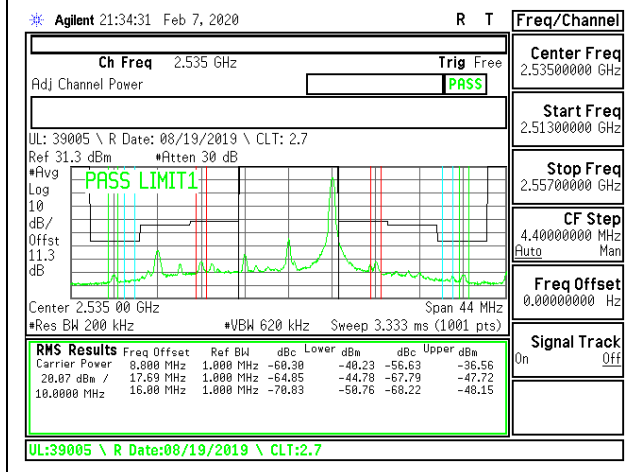 Agilent 21:34:31 Feb 7, 2020 R T
Freq/Channel
Ch Freq 2.535 GHz Trig Free
Adj Channel Power PASS
UL: 39005 \ R Date: 08/19/2019 \ CLT: 2.7
Ref 31.3 dBm #Atten 30 dB
#Avg
Log
10
dB/
Offst
11.3
dB
PASS LIMIT1
Center 2.535 00 GHz Span 44 MHz
#Res BW 200 kHz #VBW 620 kHz Sweep 3.333 ms (1001 pts)
RMS Results Freq Offset Ref BW dBc Lower dBm dBc Upper dBm
Carrier Power 8.800 MHz 1.000 MHz -60.30 -40.23 -56.63 -36.56
20.07 dBm / 17.69 MHz 1.000 MHz -64.85 -44.78 -67.79 -47.72
10.0000 MHz 16.00 MHz 1.000 MHz -70.83 -50.76 -68.22 -48.15
UL:39005 \ R Date:08/19/2019 \ CLT:2.7
Center Freq
2.53500000 GHz
Start Freq
2.51300000 GHz
Stop Freq
2.55700000 GHz
CF Step
4.40000000 MHz
Auto Man
Freq Offset
0.00000000 Hz
Signal Track
On Off